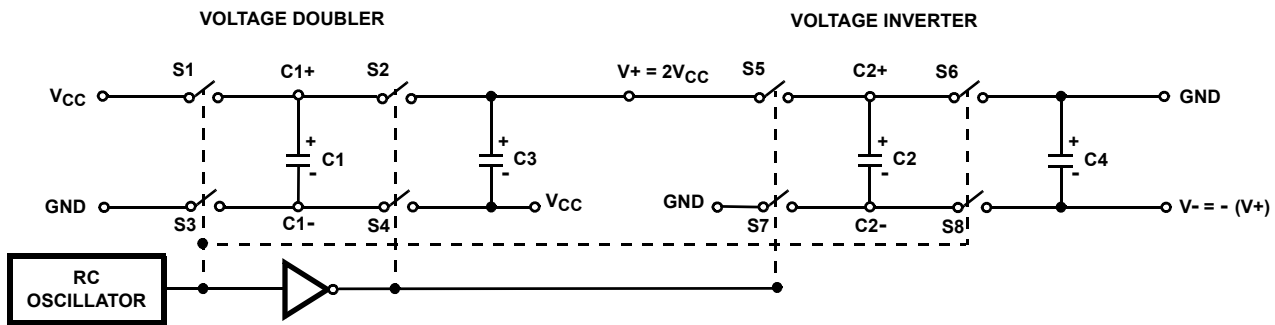 VOLTAGE DOUBLER
VOLTAGE INVERTER
S1 C1+ S2 V+ = 2VCC S5 C2+ S6
VCC GND
+ + + +
C1 C3 C2 C4
- - - -
GND VCC GND V- = - (V+)
S3 C1- S4 S7 C2- S8
RC
OSCILLATOR